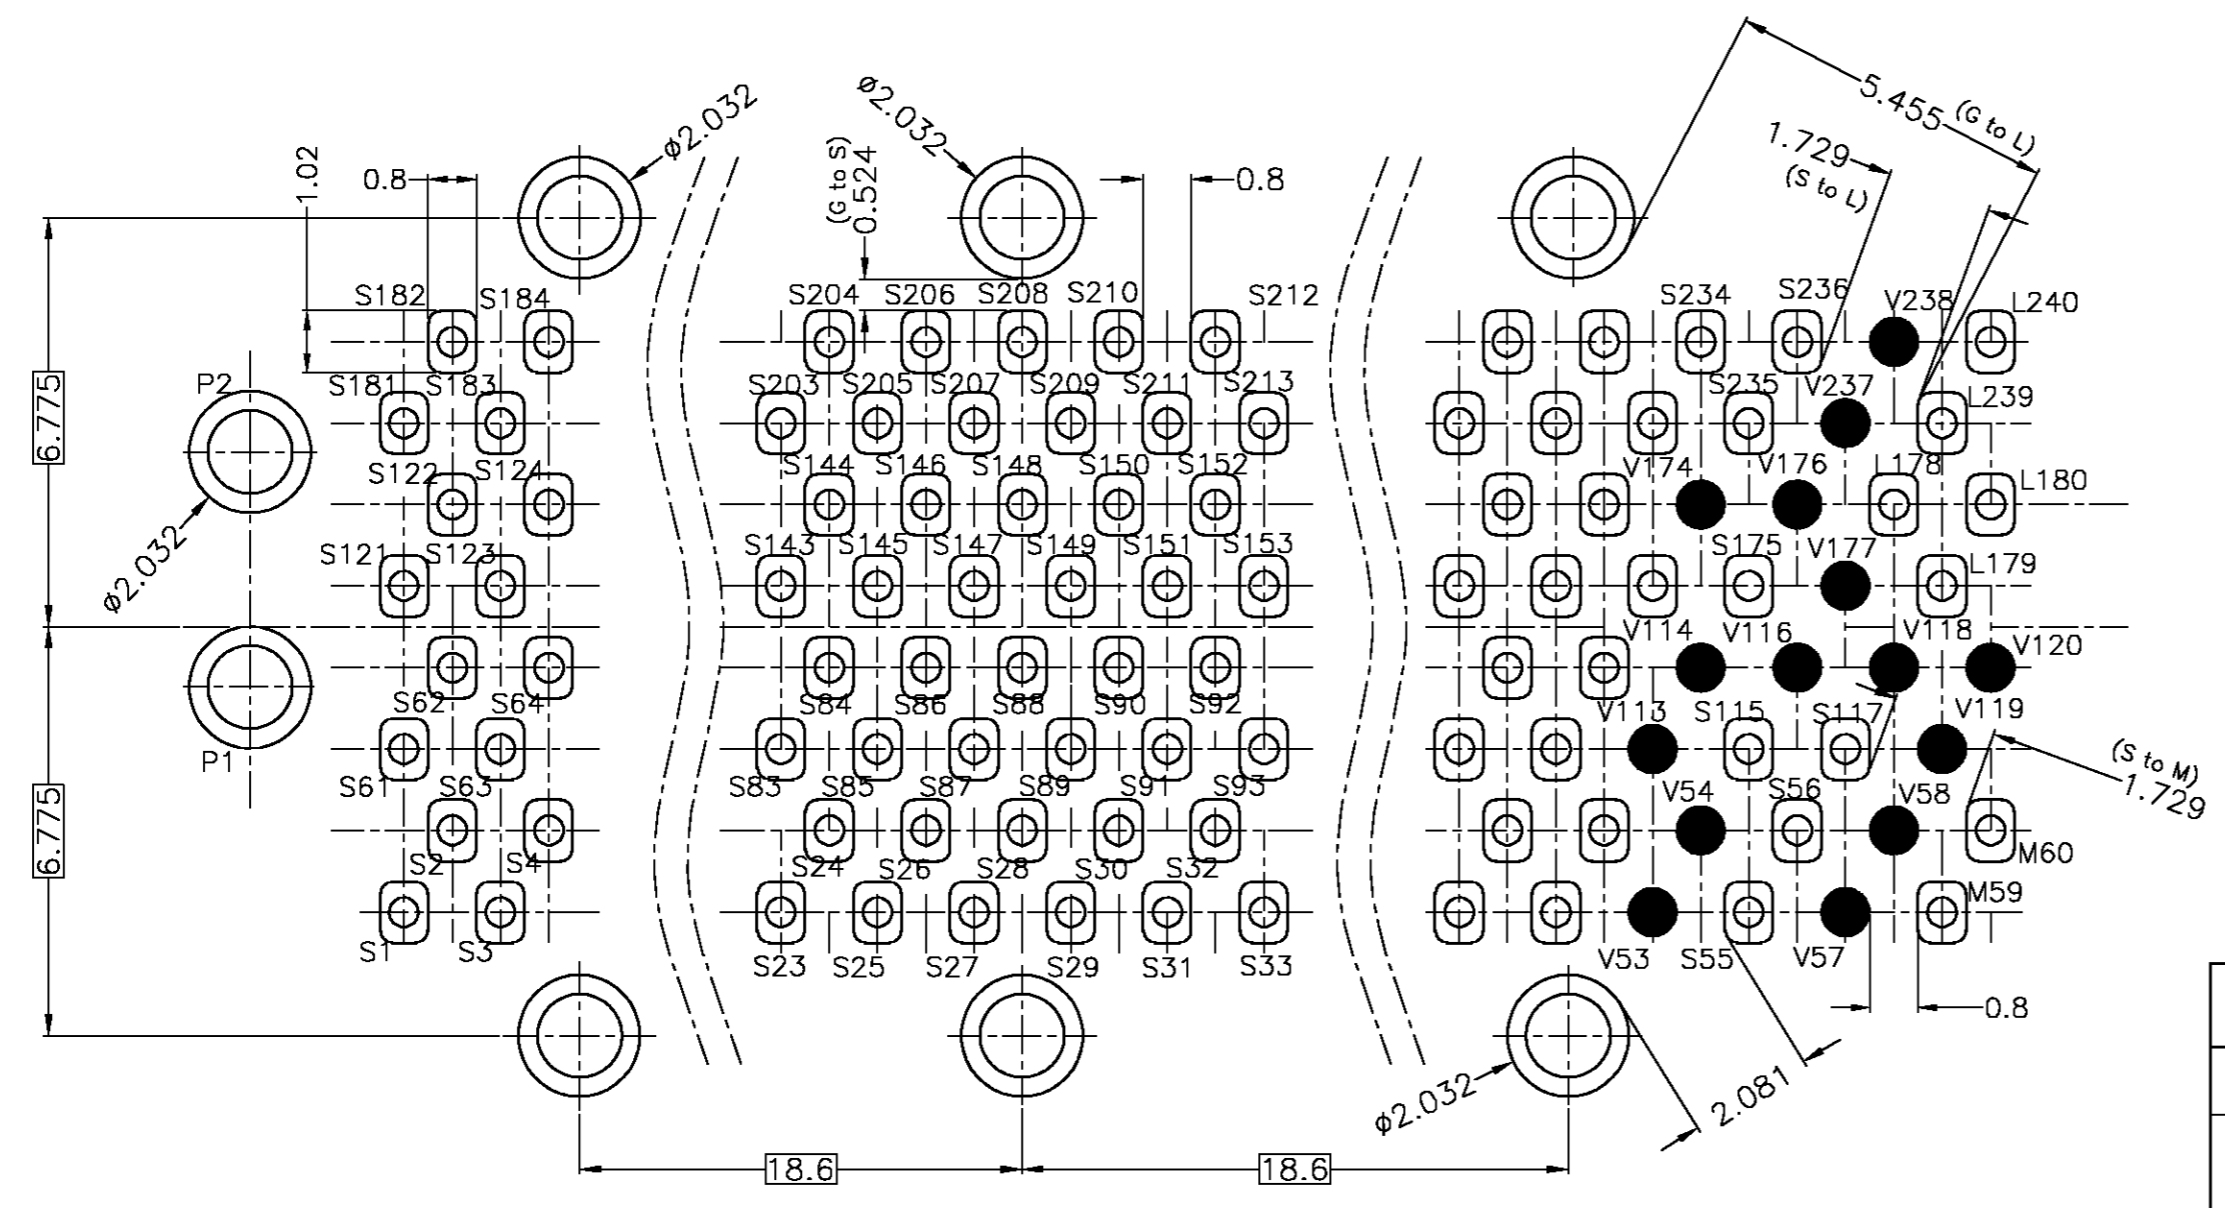 5.455 (G to L)
1.729
(S to L)
ø2.032
ø2.032
1.02
0.8
(G to S)
0.524
0.8
S182
S184
S204
S206
S208
S210
S212
S234
S236
V238
L240
6.775
P2
S181
S183
S203
S205
S207
S209
S211
S213
S235
V237
L239
S122
S124
S144
S146
S148
S150
S152
V174
V176
L178
L180
ø2.032
S121
S123
S143
S145
S147
S149
S151
S153
S175
V177
L179
V114
V116
V118
V120
P1
S62
S64
S84
S86
S88
S90
S92
V113
S115
S117
V119
6.775
S61
S63
S83
S85
S87
S89
S91
S93
V54
S56
V58
(S to M)
1.729
S2
S4
S24
S26
S28
S30
S32
M60
M59
S1
S3
S23
S25
S27
S29
S31
S33
V53
S55
V57
0.8
ø2.032
2.081
18.6
18.6